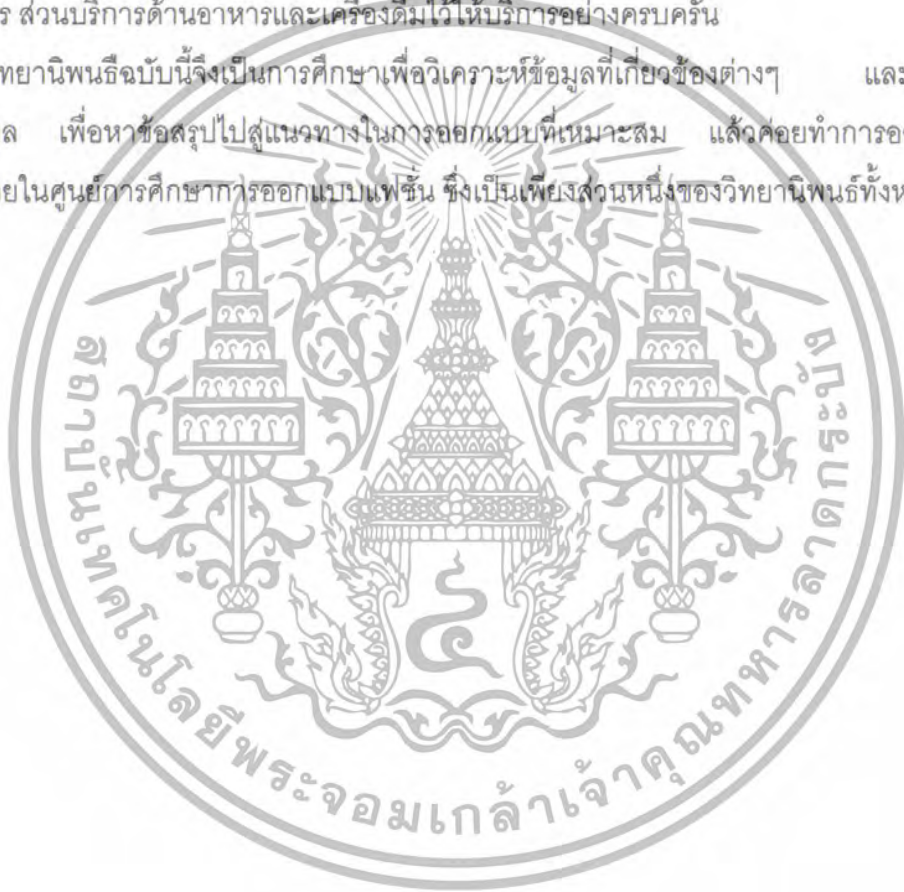 ร ส่วนบริการด้านอาหารและเครื่องดื่มไว้ให้บริการอย่างครบครัน
ทยานิพนธ์ฉบับนี้จึงเป็นการศึกษาเพื่อวิเคราะห์ข้อมูลที่เกี่ยวข้องต่างๆ และ
ล เพื่อหาข้อสรุปไปสู่แนวทางในการออกแบบที่เหมาะสม แล้วค่อยทำการอ
ยในศูนย์การศึกษาการออกแบบแฟชั่น ซึ่งเป็นเพียงส่วนหนึ่งของวิทยานิพนธ์ทั้งห
สถาบันเทคโนโลยีพระจอมเกล้าเจ้าคุณทหารลาดกระบัง